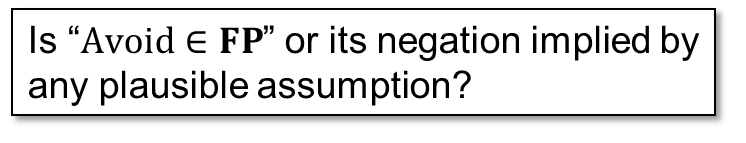 Is “Avoid ∈ FP” or its negation implied by
any plausible assumption?